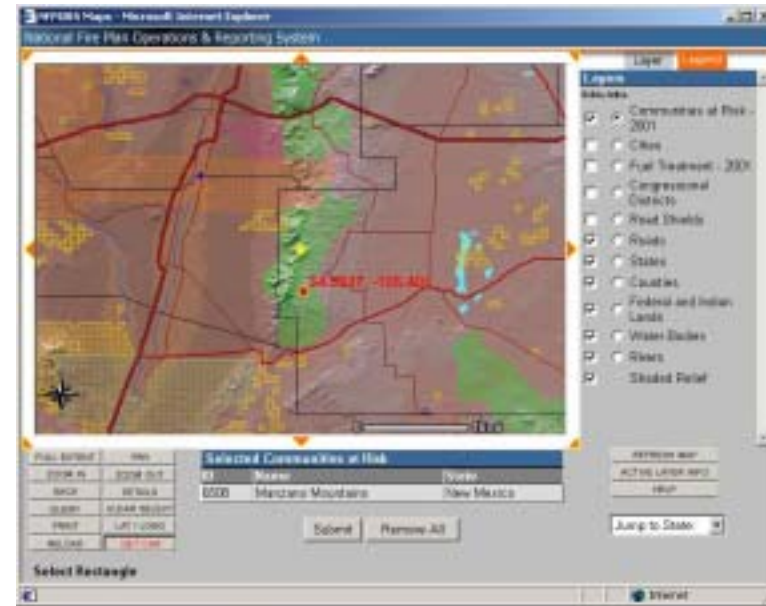 NFPORS Maps - Microsoft Internet Explorer
National Fire Plan Operations & Reporting System
Layer Legend
Layers
Communities at Risk - 2001
Cities
Fuel Treatment - 2001
Congressional Districts
Road Shields
Roads
States
Counties
Federal and Indian Lands
Water Bodies
Rivers
Shaded Relief
FULL EXTENT PAN
ZOOM IN ZOOM OUT
BACK DETAILS
QUERY CLEAR SELECT
PRINT LAT / LONG
RELOAD GET CAR
Selected Communities at Risk
ID Name State
Manzano Mountains New Mexico
Submit Remove All
REFRESH MAP
ACTIVE LAYER INFO
HELP
Jump to State:
Select Rectangle
Internet